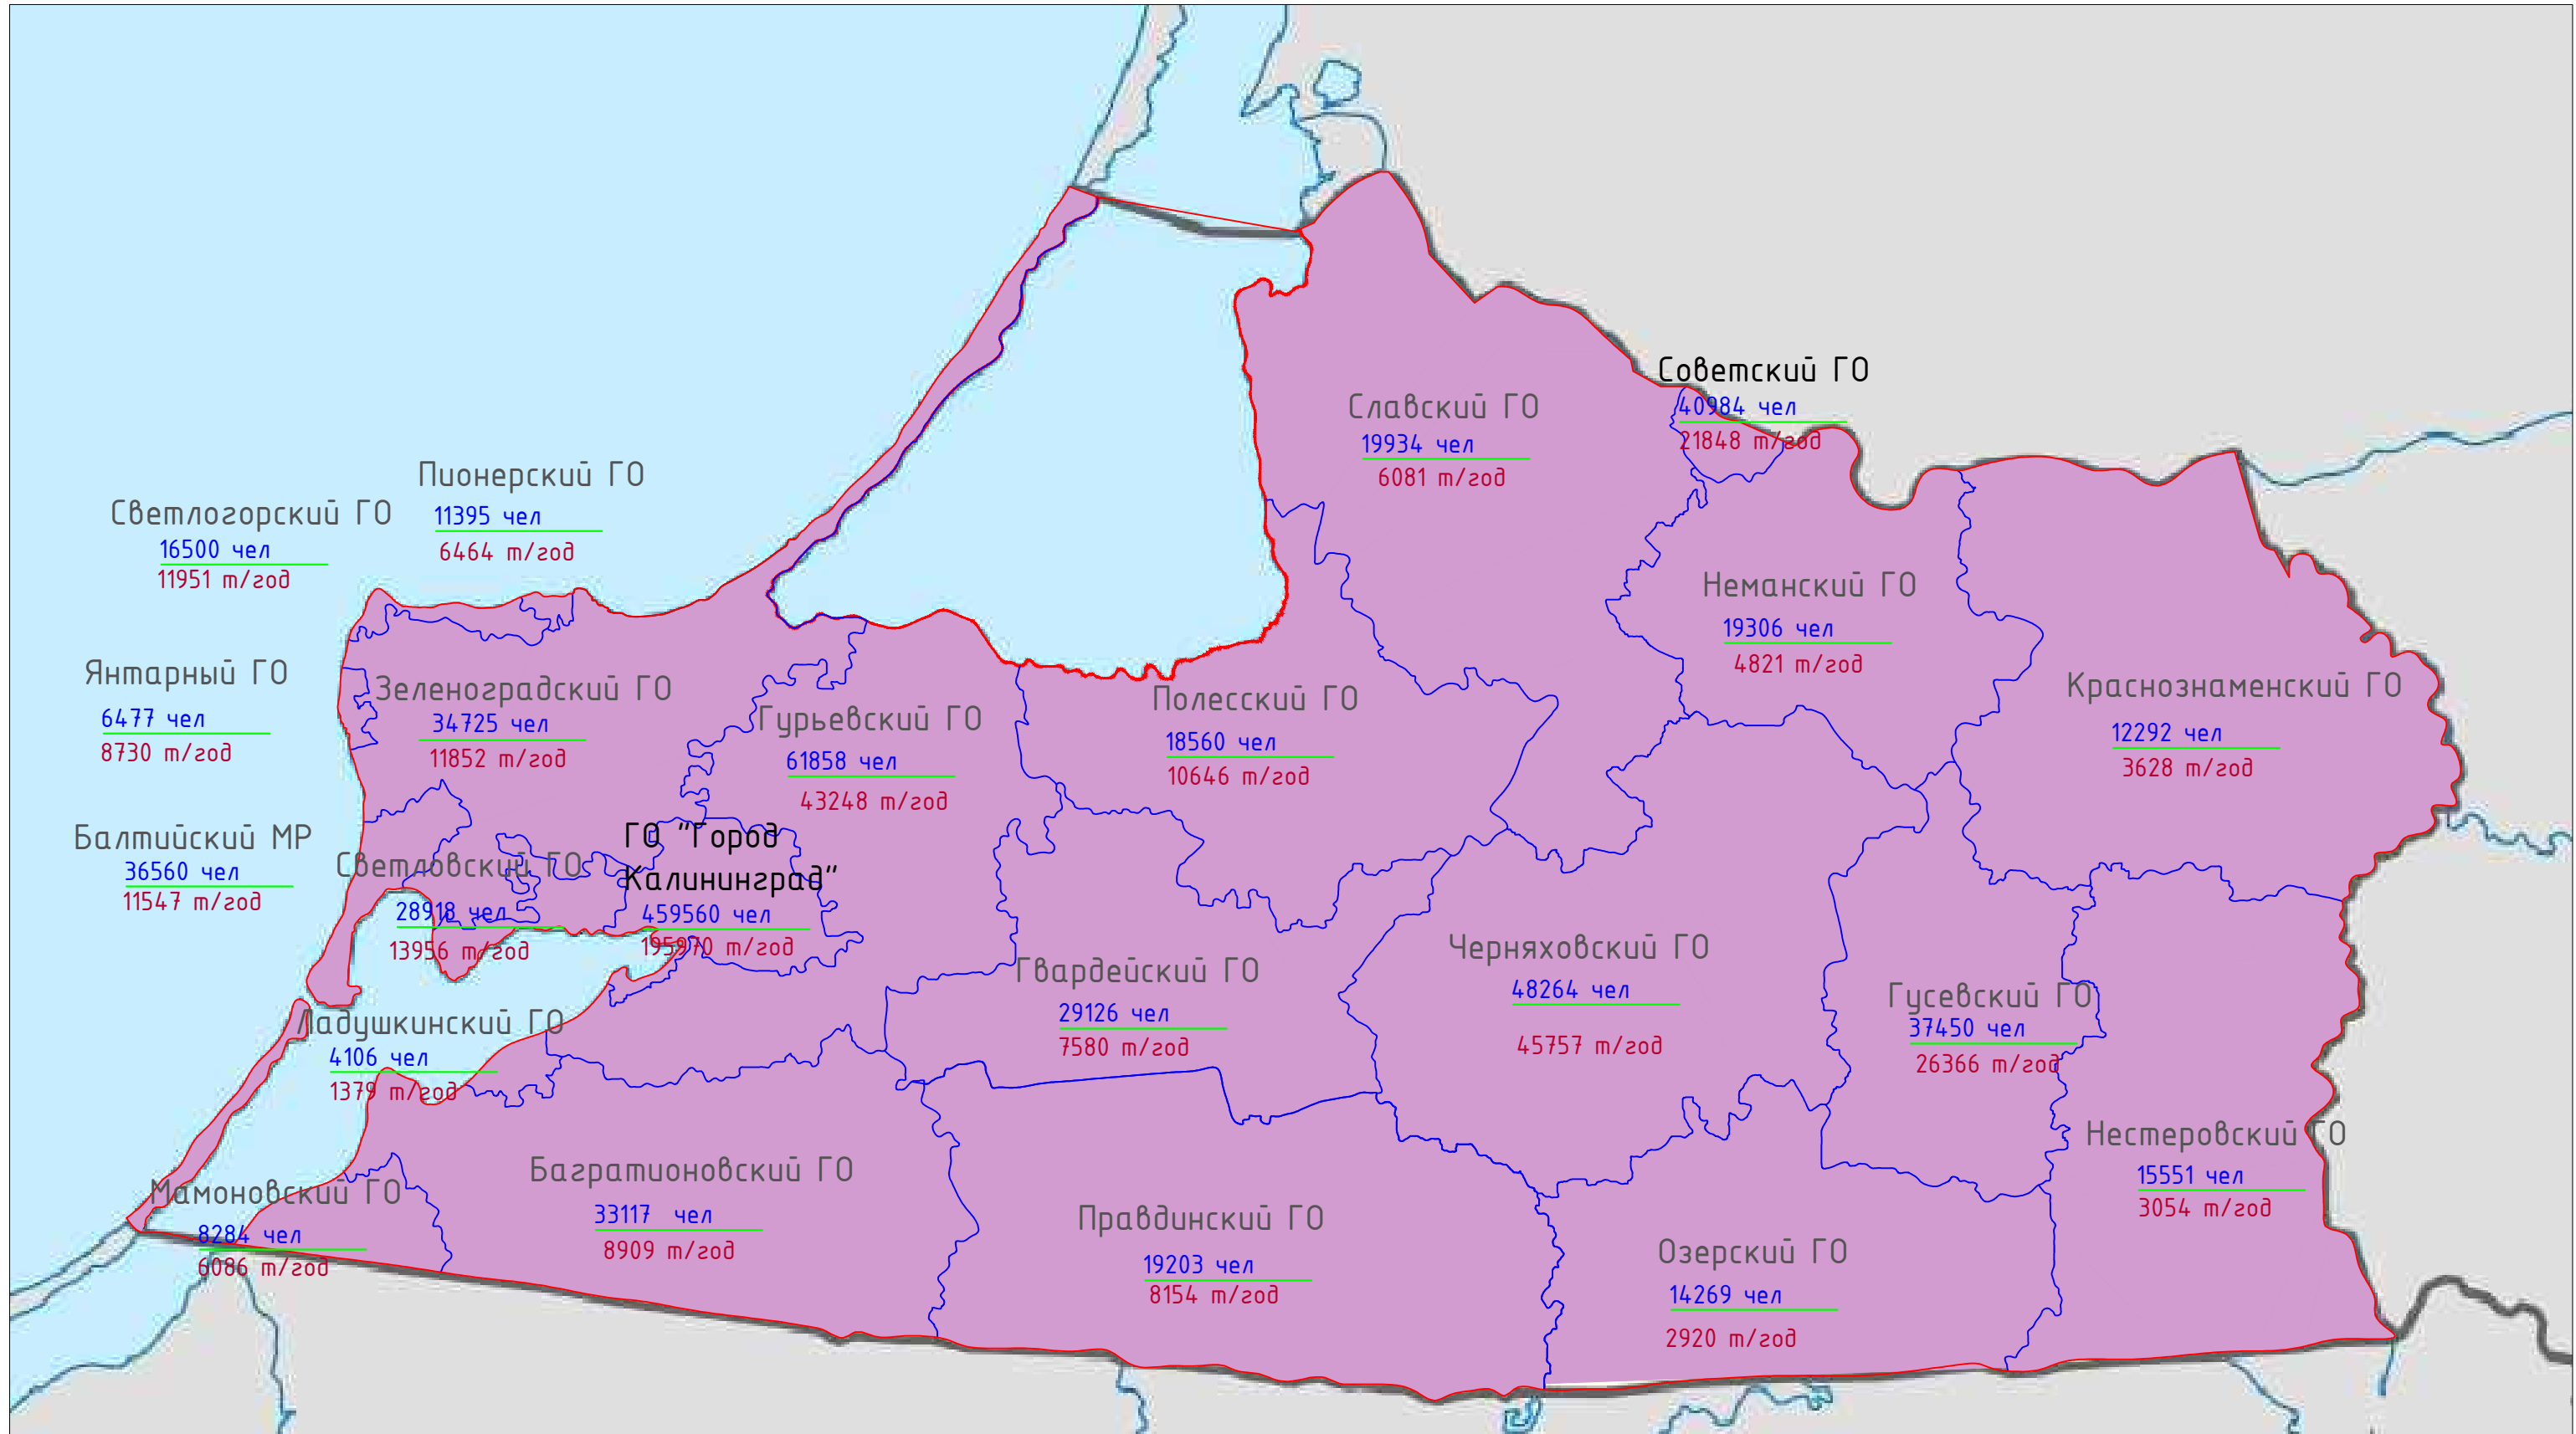 Советский ГО
40984 чел
21848 т/год
Славский ГО
19934 чел
6081 т/год
Пионерский ГО
11395 чел
6464 т/год
Светлогорский ГО
16500 чел
11951 т/год
Неманский ГО
19306 чел
4821 т/год
Янтарный ГО
6477 чел
8730 т/год
Зеленоградский ГО
34725 чел
11852 т/год
Гурьевский ГО
61858 чел
43248 т/год
Полесский ГО
18560 чел
10646 т/год
Краснознаменский ГО
12292 чел
3628 т/год
Балтийский МР
36560 чел
11547 т/год
Светловский ГО
28918 чел
13956 т/год
ГО "Город
Калининград"
459560 чел
195970 т/год
Гвардейский ГО
29126 чел
7580 т/год
Черняховский ГО
48264 чел
45757 т/год
Гусевский ГО
37450 чел
26366 т/год
Ладушкинский ГО
4106 чел
1379 т/год
Нестеровский ГО
15551 чел
3054 т/год
Мамоновский ГО
8284 чел
6086 т/год
Багратионовский ГО
33117 чел
8909 т/год
Правдинский ГО
19203 чел
8154 т/год
Озерский ГО
14269 чел
2920 т/год